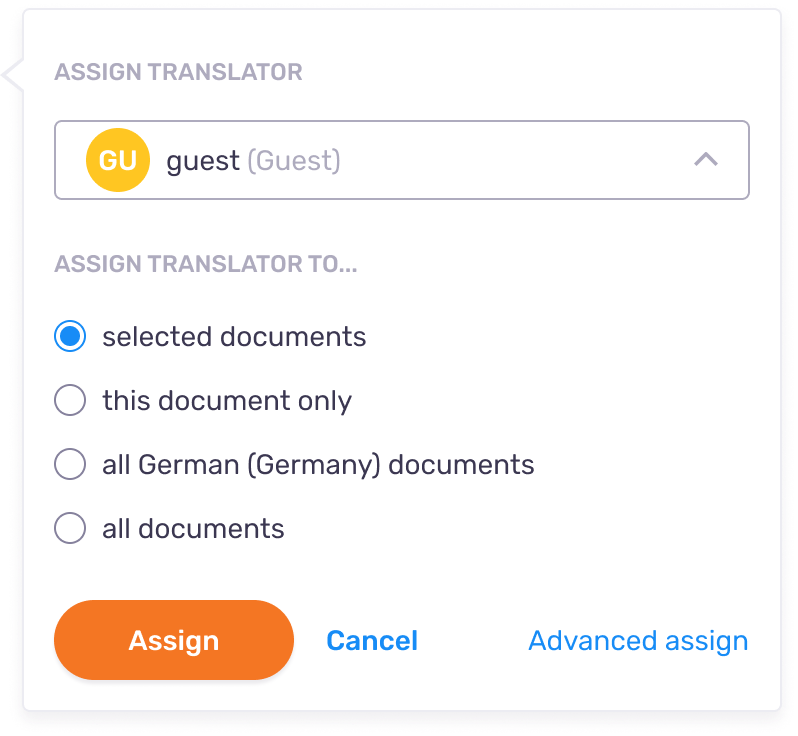 ASSIGN TRANSLATOR
GU guest (Guest)
ASSIGN TRANSLATOR TO...
selected documents
this document only
all German (Germany) documents
all documents
Assign Cancel Advanced assign